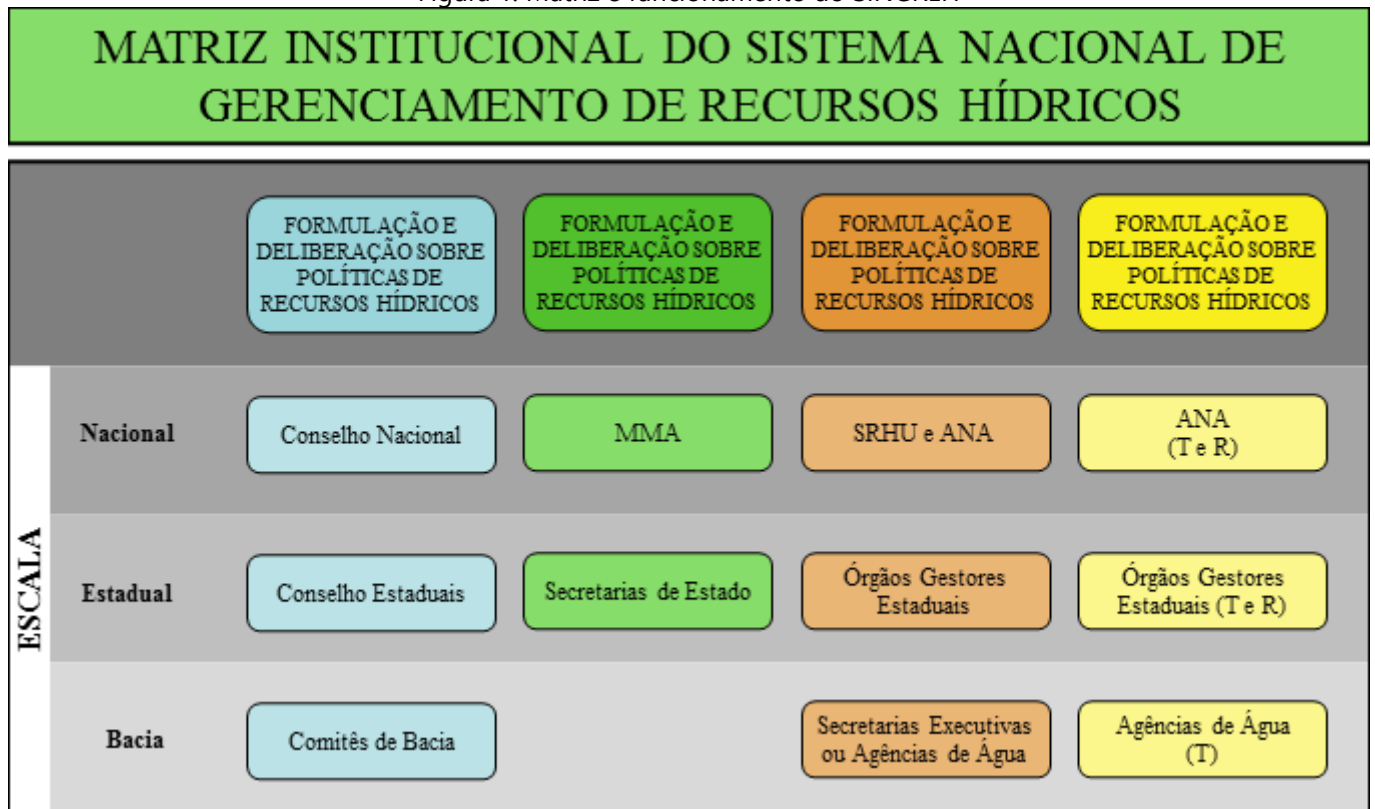 MATRIZ INSTITUCIONAL DO SISTEMA NACIONAL DE
GERENCIAMENTO DE RECURSOS HÍDRICOS
FORMULAÇÃO E
DELIBERAÇÃO SOBRE
POLÍTICAS DE
RECURSOS HÍDRICOS
FORMULAÇÃO E
DELIBERAÇÃO SOBRE
POLÍTICAS DE
RECURSOS HÍDRICOS
FORMULAÇÃO E
DELIBERAÇÃO SOBRE
POLÍTICAS DE
RECURSOS HÍDRICOS
FORMULAÇÃO E
DELIBERAÇÃO SOBRE
POLÍTICAS DE
RECURSOS HÍDRICOS
ESCALA
Nacional
Conselho Nacional
MMA
SRHU e ANA
ANA
(T e R)
Estadual
Conselho Estaduais
Secretarias de Estado
Órgãos Gestores
Estaduais
Órgãos Gestores
Estaduais (T e R)
Bacia
Comitês de Bacia
Secretarias Executivas
ou Agências de Água
Agências de Água
(T)